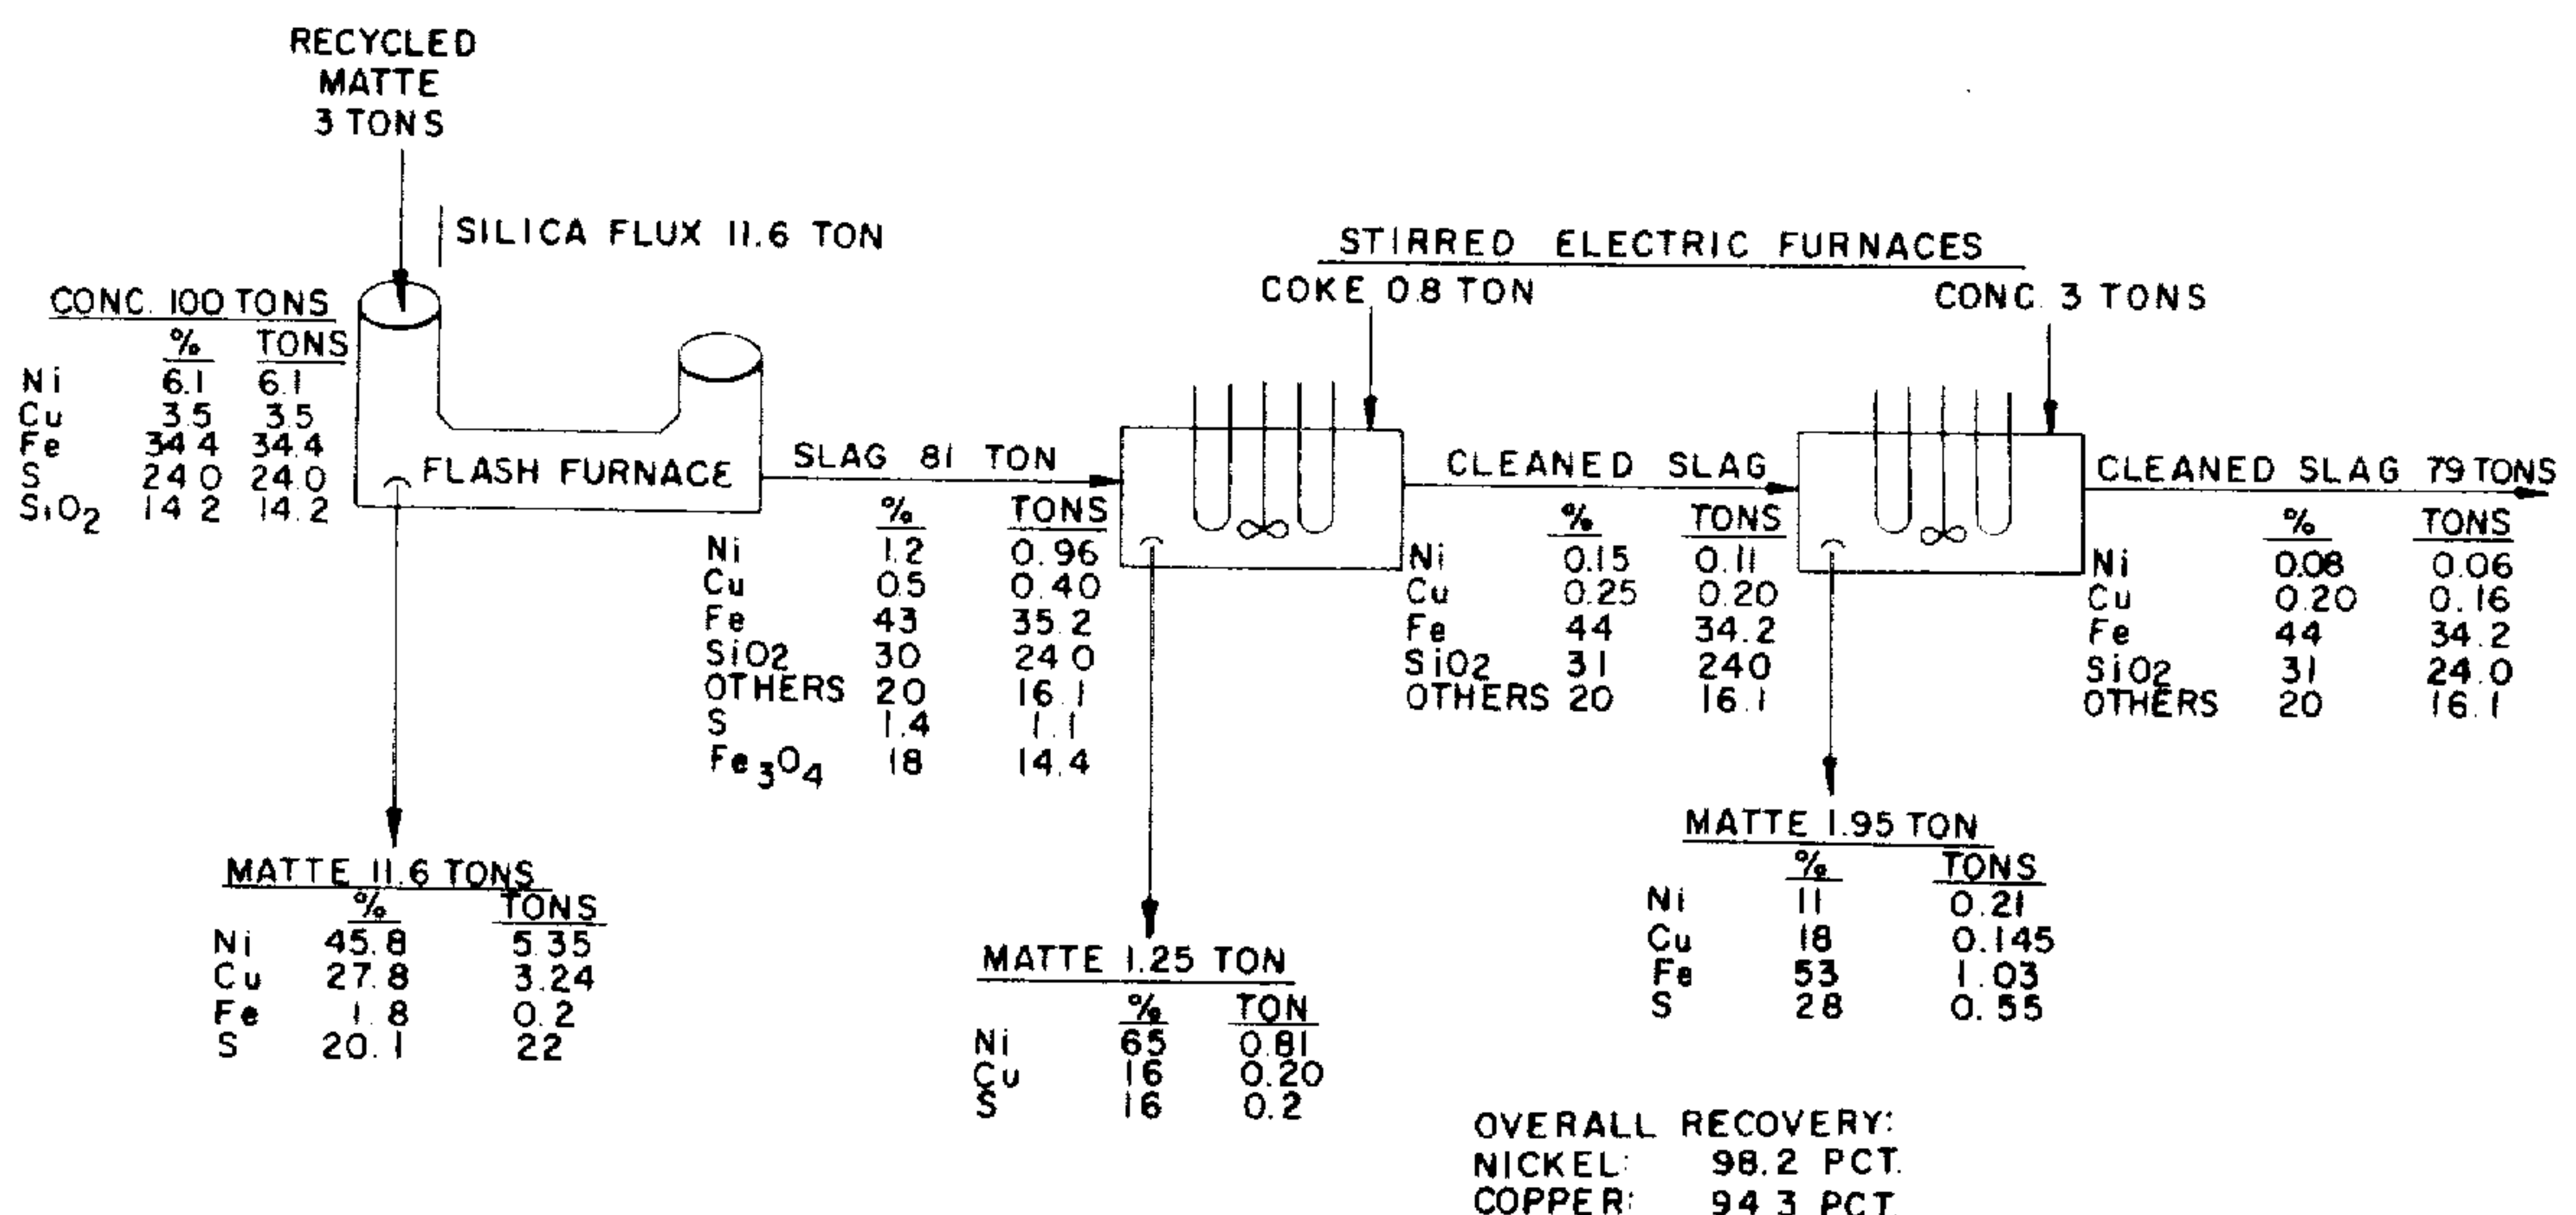 RECYCLED
MATTE
3 TONS
SILICA FLUX 11.6 TON
STIRRED ELECTRIC FURNACES
COKE 0.8 TON
CONC. 3 TONS
CONC. 100 TONS
% TONS
Ni 6.1 6.1
Cu 3.5 3.5
Fe 34.4 34.4
S 24.0 24.0
SiO2 14.2 14.2
FLASH FURNACE
SLAG 81 TON
% TONS
Ni 1.2 0.96
Cu 0.5 0.40
Fe 43 35.2
SiO2 30 24.0
OTHERS 20 16.1
S 1.4 1.1
Fe3O4 18 14.4
CLEANED SLAG
% TONS
Ni 0.15 0.11
Cu 0.25 0.20
Fe 44 34.2
SiO2 31 240
OTHERS 20 16.1
CLEANED SLAG 79 TONS
% TONS
Ni 0.08 0.06
Cu 0.20 0.16
Fe 44 34.2
SiO2 31 24.0
OTHERS 20 16.1
MATTE 11.6 TONS
% TONS
Ni 45.8 5.35
Cu 27.8 3.24
Fe 1.8 0.2
S 20.1 22
MATTE 1.25 TON
% TON
Ni 65 0.81
Cu 16 0.20
S 16 0.2
MATTE 1.95 TON
% TONS
Ni 11 0.21
Cu 18 0.145
Fe 53 1.03
S 28 0.55
OVERALL RECOVERY:
NICKEL: 98.2 PCT.
COPPER: 94.3 PCT.